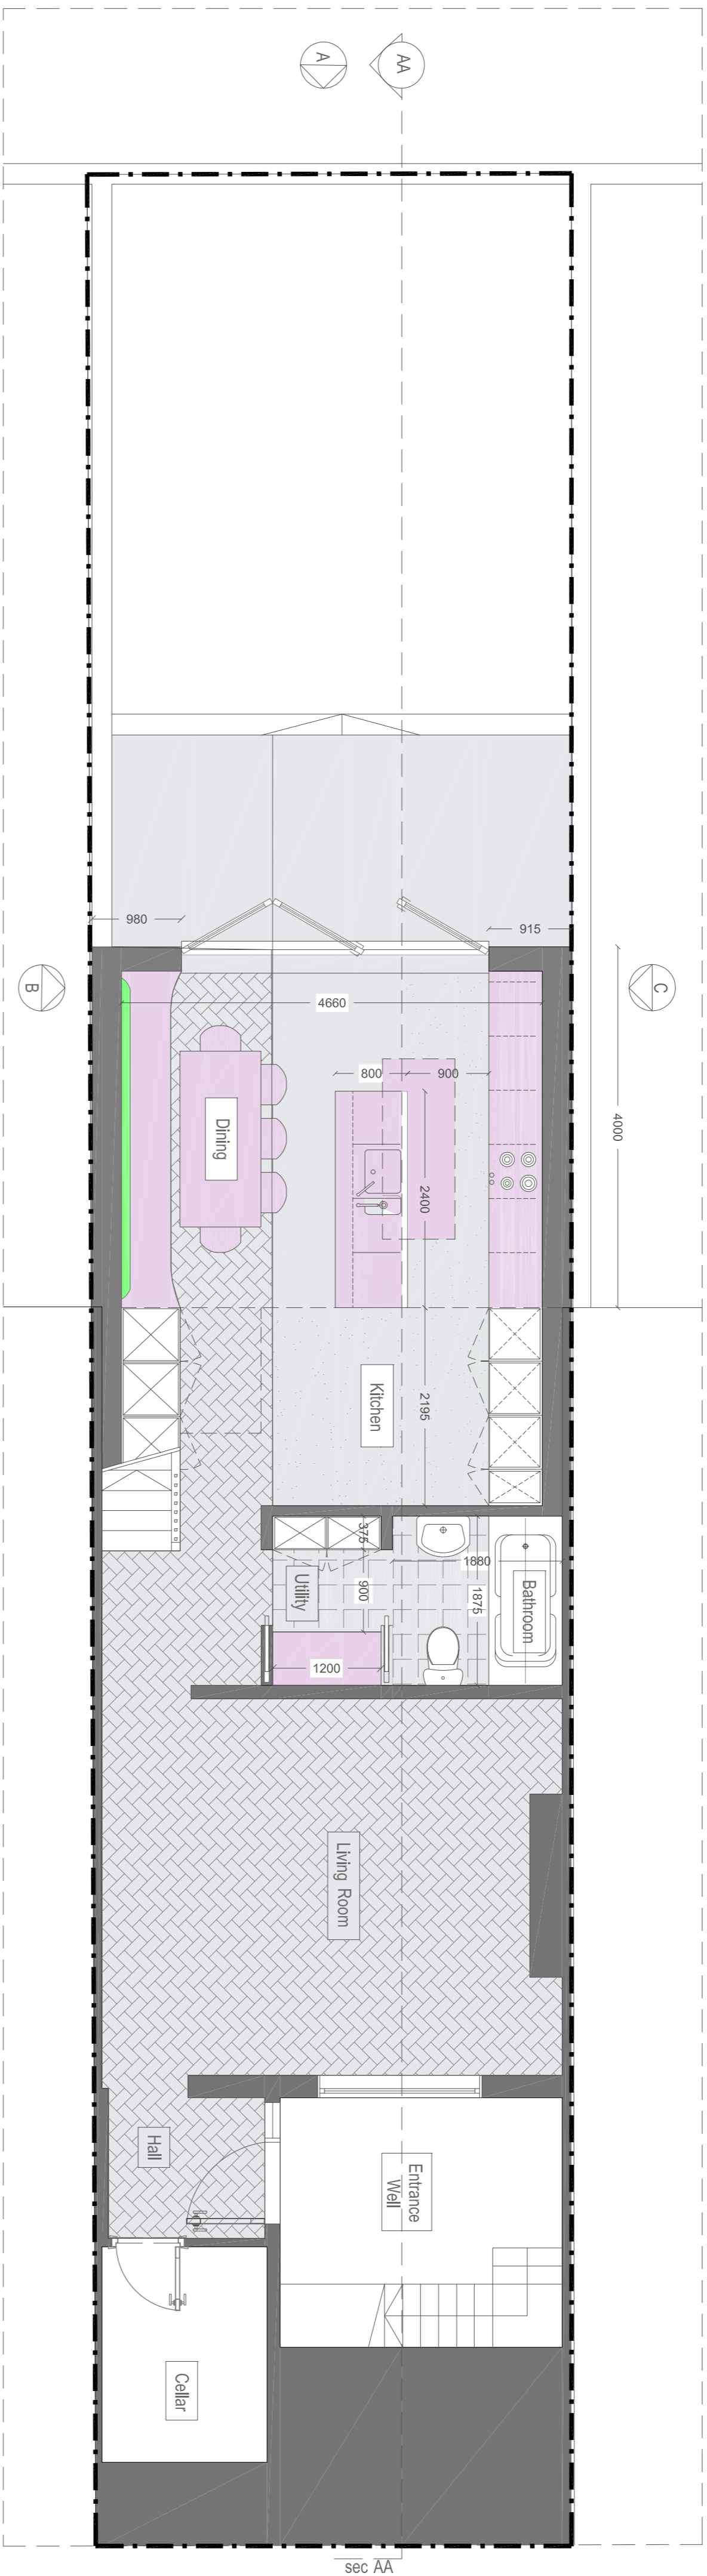 A
AA
980
915
B
C
4660
800
900
4000
Dining
2400
Kitchen
2195
375
1880
Bathroom
Utility
900
1875
1200
Living Room
Hall
Entrance
Well
Cellar
sec AA